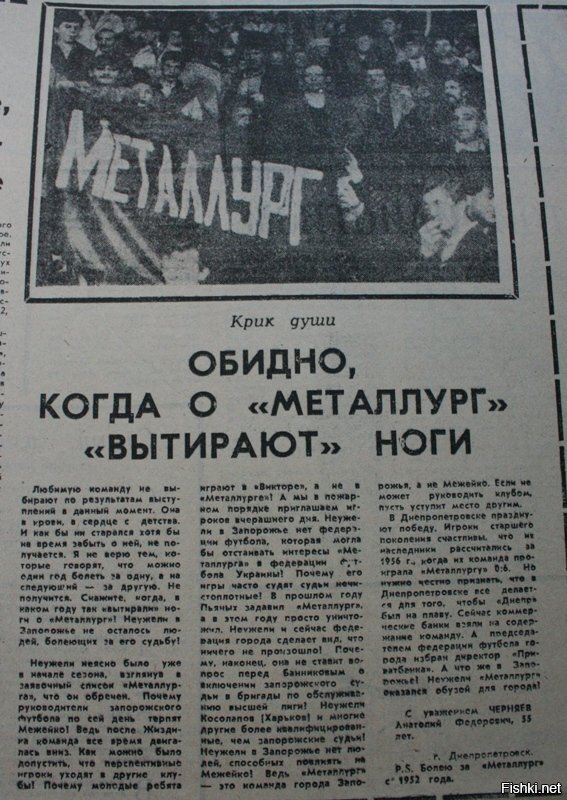 МЕТАЛЛУРГ
Крик души
ОБИДНО,
КОГДА О «МЕТАЛЛУРГ»
«ВЫТИРАЮТ» НОГИ
Любимую команду не вы-
бирают по результатам высту-
плений в данный момент. Она
в крови, в сердце с детства.
И как бы ни старался хотя бы
на время забыть о ней, не по-
лучается. Я не верю тем, ко-
торые говорят, что можно
один год болеть за одну, а на
следующий — за другую. Не
получится. Скажите, когда, в
каком году так «вытирали» но-
ги о «Металлург»! Неужели в
Запорожье не осталось лю-
дей, болеющих за его судьбу!
Неужели неясно было уже
в начале сезона, взглянув в
заявочный список «Металлур-
га», что он обречен. Почему
руководители запорожского
футбола по сей день терпят
Межейко! Ведь после Жизди-
ка команда все время двига-
лась вниз. Как можно было
допустить, что перспективные
игроки уходят в другие клу-
бы! Почему молодые ребята
играют в «Викторе», а не в
«Металлурге»! А мы в пожар-
ном порядке приглашаем иг-
роков вчерашнего дня. Неуже-
ли в Запорожье нет федера-
ции футбола, которая могла
бы отстаивать интересы «Ме-
таллурга» в федерации фут-
бола Украины! Почему его
игры часто судят судьи нечи-
стоплотные! В прошлом году
Пьяных задавил «Металлург»,
а в этом году просто уничто-
жил. Неужели и сейчас феде-
рация города сделает вид, что
ничего не произошло! Поче-
му, наконец, она не ставит во-
прос перед Банниковым о
включении запорожского су-
дьи в бригады по обслужива-
нию высшей лиги! Неужели
Косолапов (Харьков) и многие
другие более квалифицирован-
ные, чем запорожские судьи!
Неужели в Запорожье нет лю-
дей, способных повлиять на
Межейко! Ведь «Металлург»
— это команда города Запо-
рожья, а не Межейко. Если не
может руководить клубом,
пусть уступит место другим.
В Днепропетровске праздну-
ют победу. Игроки старшего
поколения счастливы, что их
наследники рассчитались за
1956 г., когда их команда про-
играла «Металлургу» 0:6. Но
нужно честно признать, что в
Днепропетровске все делает-
ся для того, чтобы «Днепр»
был на плаву. Сейчас коммер-
ческие банки взяли на содер-
жание команду. А председа-
телем федерации футбола го-
рода избран директор «При-
ватбанка». А что же в Запо-
рожье! Неужели «Металлург»
оказался обузой для города!
С уважением ЧЕРНЯЕВ
Анатолий Федорович, 55
лет.
г. Днепропетровск.
P.S. Болею за «Металлург»
с 1952 года.
Fishki.net